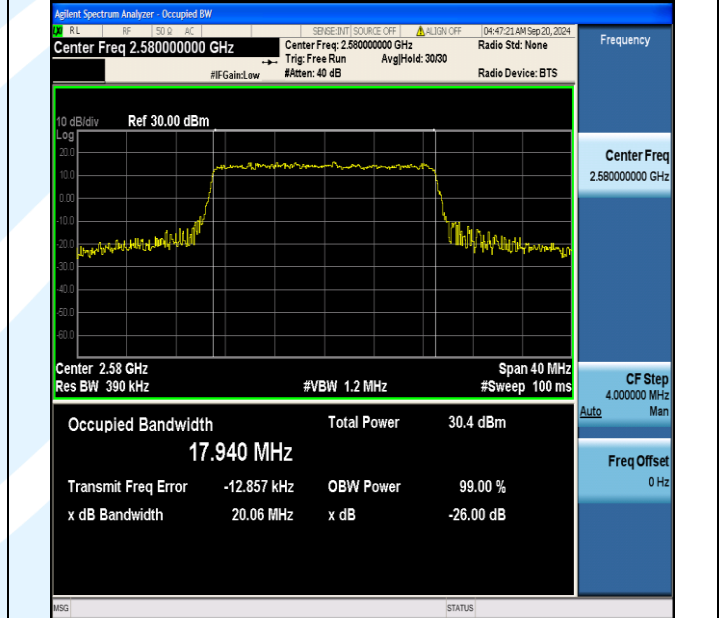 Agilent Spectrum Analyzer - Occupied BW
RL RF 50 Ω AC SENSE:INT SOURCE OFF ALIGN OFF 04:47:21 AM Sep 20, 2024
Center Freq 2.580000000 GHz
Center Freq: 2.580000000 GHz
Radio Std: None
Trig: Free Run Avg|Hold: 30/30
#IFGain:Low #Atten: 40 dB Radio Device: BTS
Frequency
10 dB/div Ref 30.00 dBm
Log
20.0
10.0
0.00
-10.0
-20.0
-30.0
-40.0
-50.0
-60.0
Center 2.58 GHz Span 40 MHz
Res BW 390 kHz #VBW 1.2 MHz #Sweep 100 ms
Occupied Bandwidth Total Power 30.4 dBm
17.940 MHz
Transmit Freq Error -12.857 kHz OBW Power 99.00 %
x dB Bandwidth 20.06 MHz x dB -26.00 dB
Center Freq
2.580000000 GHz
CF Step
4.000000 MHz
Auto Man
Freq Offset
0 Hz
MSG STATUS